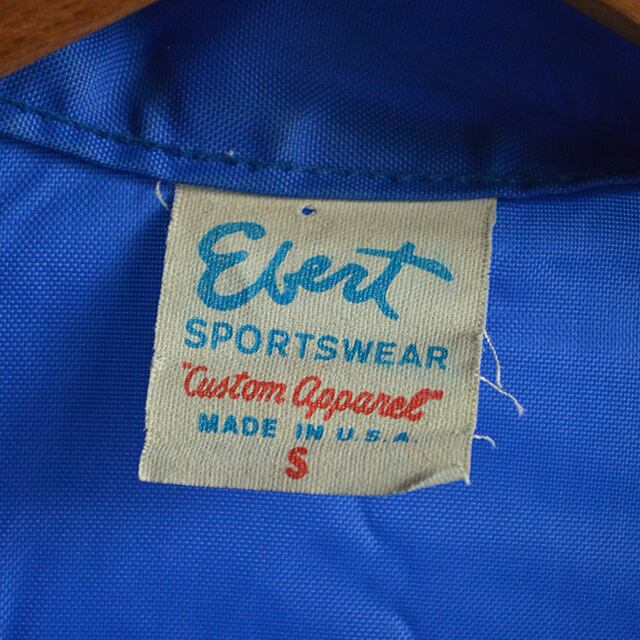 Ebert
SPORTSWEAR
"Custom Apparel"
MADE IN U.S.A.
S